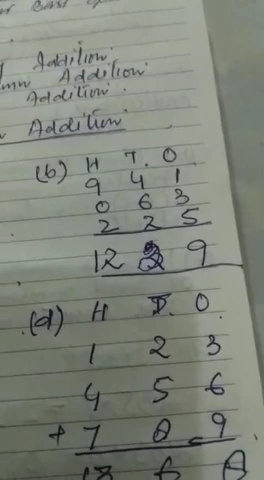 Addition
Addition
Addition
Addition
(b) H T. O
9 4 1
0 6 3
2 2 5
12 2 9
(d) H T. O
1 2 3
4 5 6
+ 7 0 9